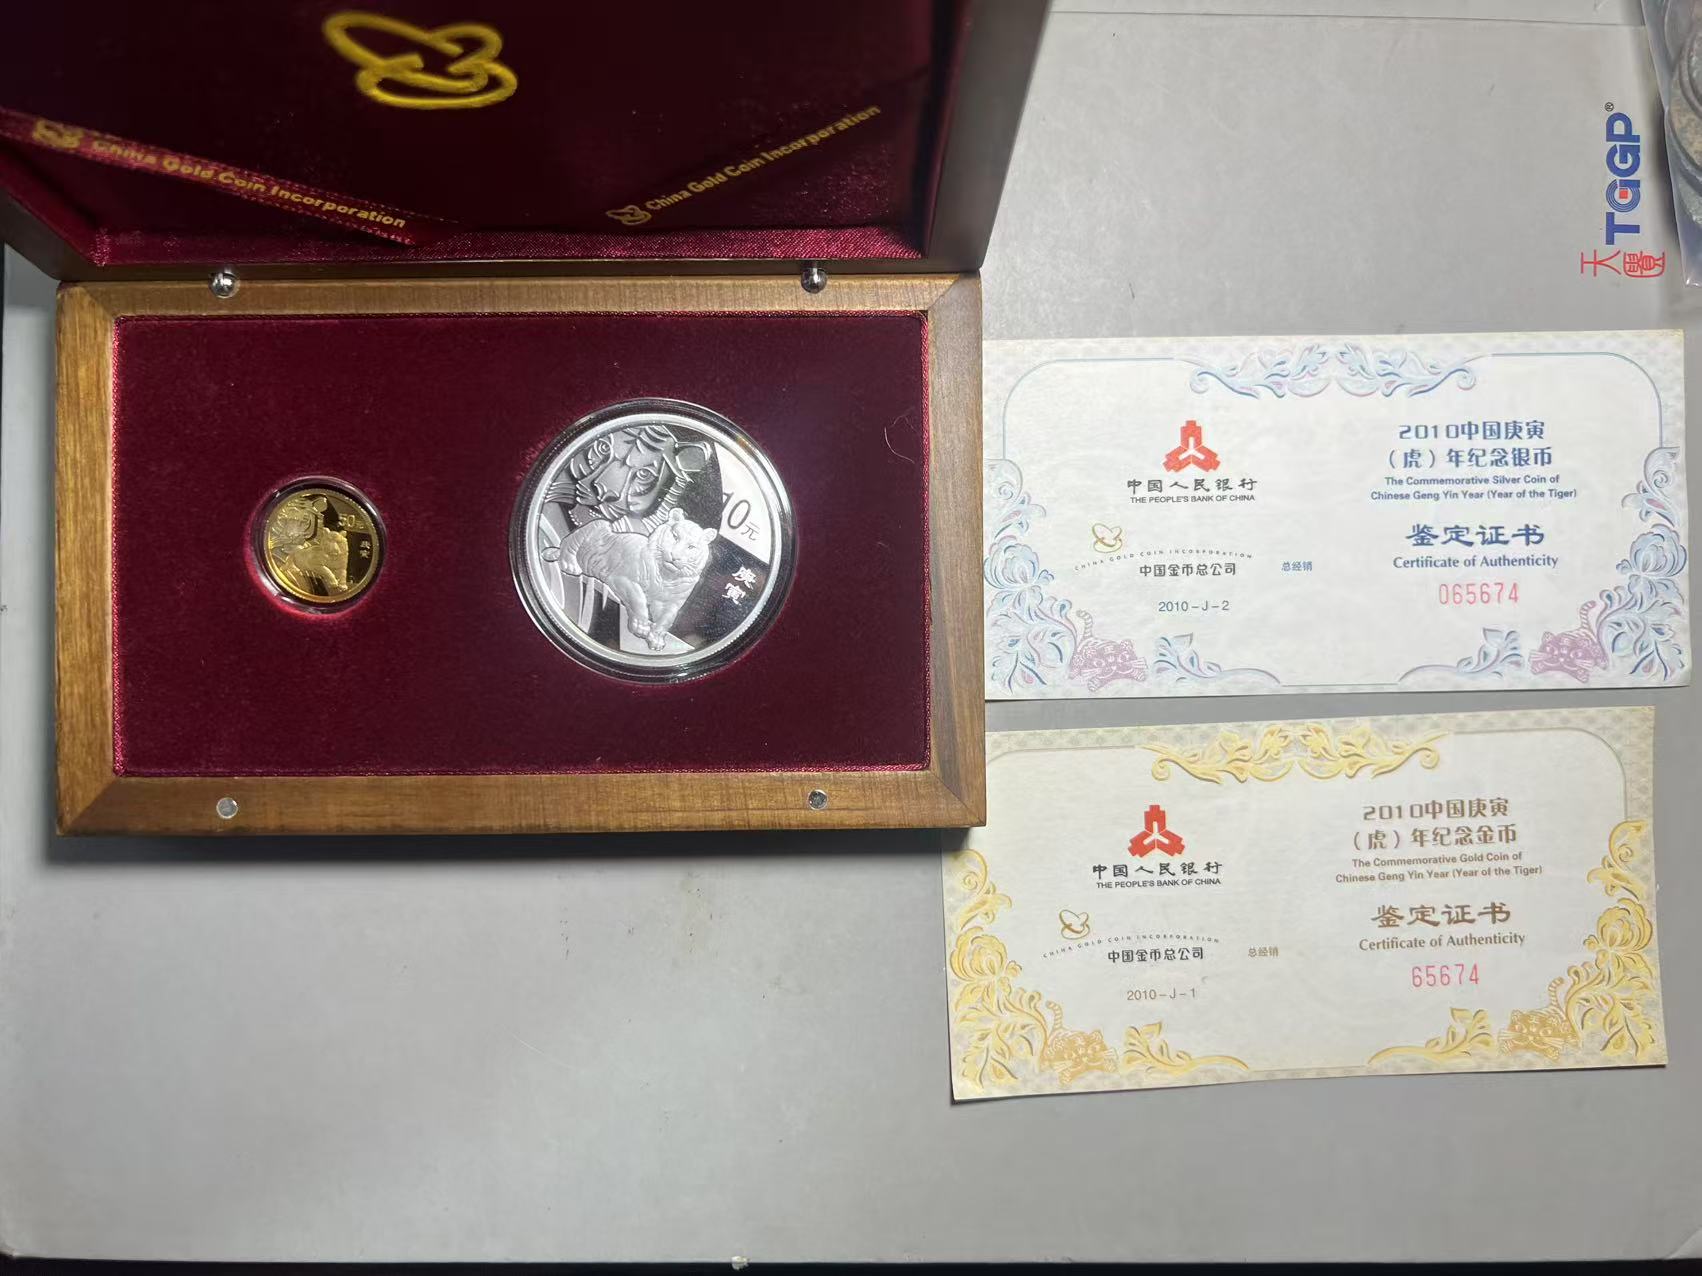 China Gold Coin Incorporation
China Gold Coin Incorporation
50元
庚寅
10元
庚寅
TGGP®
天覽
中国人民银行
THE PEOPLE'S BANK OF CHINA
CHINA GOLD COIN INCORPORATION
中国金币总公司 总经销
2010-J-2
2010中国庚寅
(虎)年纪念银币
The Commemorative Silver Coin of
Chinese Geng Yin Year (Year of the Tiger)
鉴定证书
Certificate of Authenticity
065674
中国人民银行
THE PEOPLE'S BANK OF CHINA
CHINA GOLD COIN INCORPORATION
中国金币总公司 总经销
2010-J-1
2010中国庚寅
(虎)年纪念金币
The Commemorative Gold Coin of
Chinese Geng Yin Year (Year of the Tiger)
鉴定证书
Certificate of Authenticity
65674